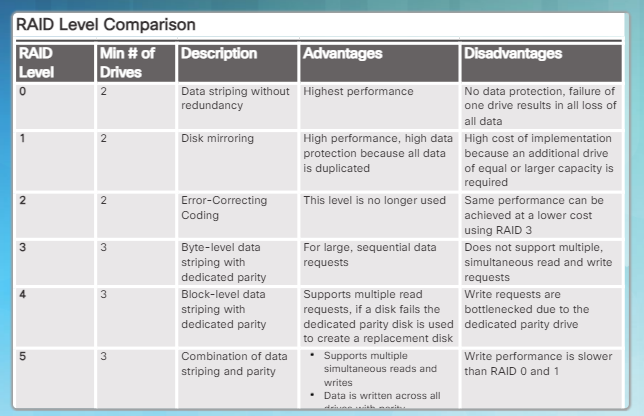 RAID Level Comparison
RAID Level
Min # of Drives
Description
Advantages
Disadvantages
0
2
Data striping without
redundancy
Highest performance
No data protection, failure of
one drive results in all loss of
all data
1
2
Disk mirroring
High performance, high data
protection because all data
is duplicated
High cost of implementation
because an additional drive
of equal or larger capacity is
required
2
2
Error-Correcting
Coding
This level is no longer used
Same performance can be
achieved at a lower cost
using RAID 3
3
3
Byte-level data
striping with
dedicated parity
For large, sequential data
requests
Does not support multiple,
simultaneous read and write
requests
4
3
Block-level data
striping with
dedicated parity
Supports multiple read
requests, if a disk fails the
dedicated parity disk is used
to create a replacement disk
Write requests are
bottlenecked due to the
dedicated parity drive
5
3
Combination of data
striping and parity
• Supports multiple
simultaneous reads and
writes
• Data is written across all
drives with parity
Write performance is slower
than RAID 0 and 1